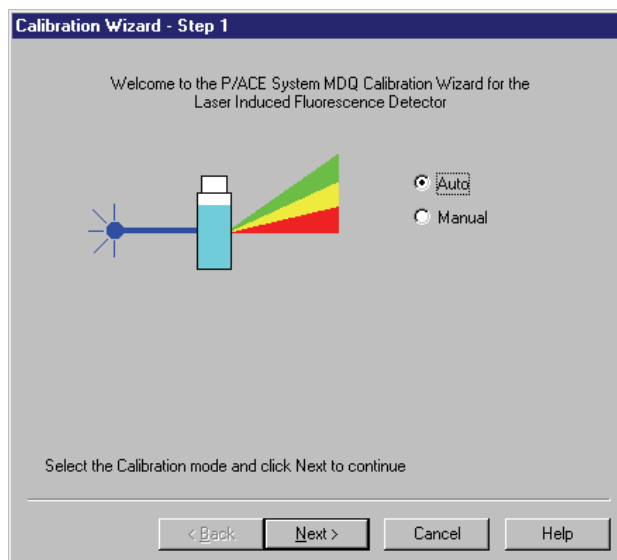 Calibration Wizard - Step 1
Welcome to the P/ACE System MDQ Calibration Wizard for the
Laser Induced Fluorescence Detector
Auto
Manual
Select the Calibration mode and click Next to continue
< Back
Next >
Cancel
Help